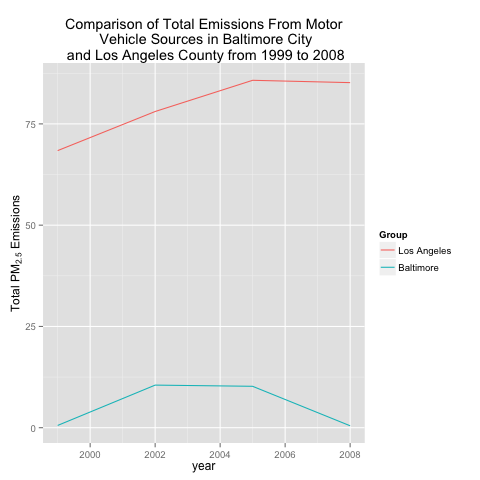 Comparison of Total Emissions From Motor
Vehicle Sources in Baltimore City
and Los Angeles County from 1999 to 2008
Total PM2.5 Emissions
75
50
25
0
2000 2002 2004 2006 2008
year
Group
Los Angeles
Baltimore